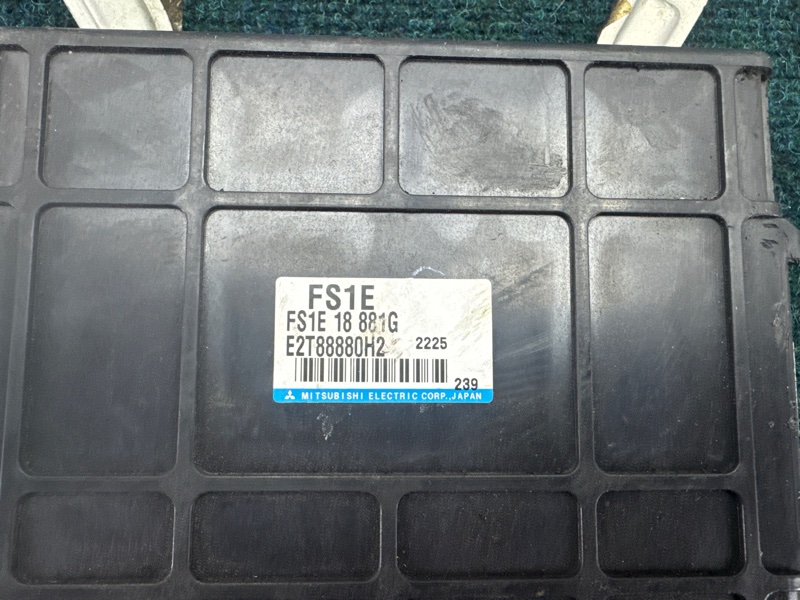 FS1E
FS1E 18 881G
E2T88880H2 2225
239
MITSUBISHI ELECTRIC CORP., JAPAN